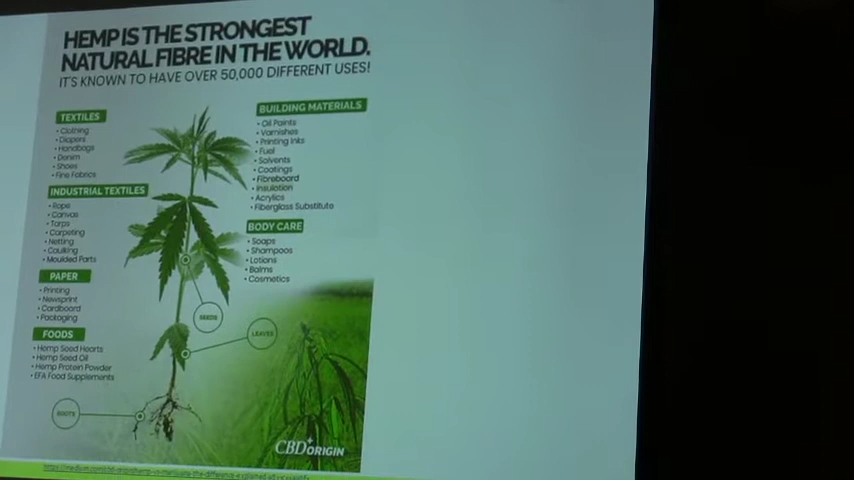 HEMP IS THE STRONGEST
NATURAL FIBRE IN THE WORLD.
IT'S KNOWN TO HAVE OVER 50,000 DIFFERENT USES!
TEXTILES
• Clothing
• Diapers
• Handbags
• Denim
• Shoes
• Fine Fabrics
INDUSTRIAL TEXTILES
• Rope
• Canvas
• Tarps
• Carpeting
• Netting
• Caulking
• Moulded Parts
PAPER
• Printing
• Newsprint
• Cardboard
• Packaging
FOODS
• Hemp Seed Hearts
• Hemp Seed Oil
• Hemp Protein Powder
• EFA Food Supplements
BUILDING MATERIALS
• Oil Paints
• Varnishes
• Printing Inks
• Fuel
• Solvents
• Coatings
• Fibreboard
• Insulation
• Acrylics
• Fiberglass Substitute
BODY CARE
• Soaps
• Shampoos
• Lotions
• Balms
• Cosmetics
SEEDS
LEAVES
ROOTS
CBD ORIGIN